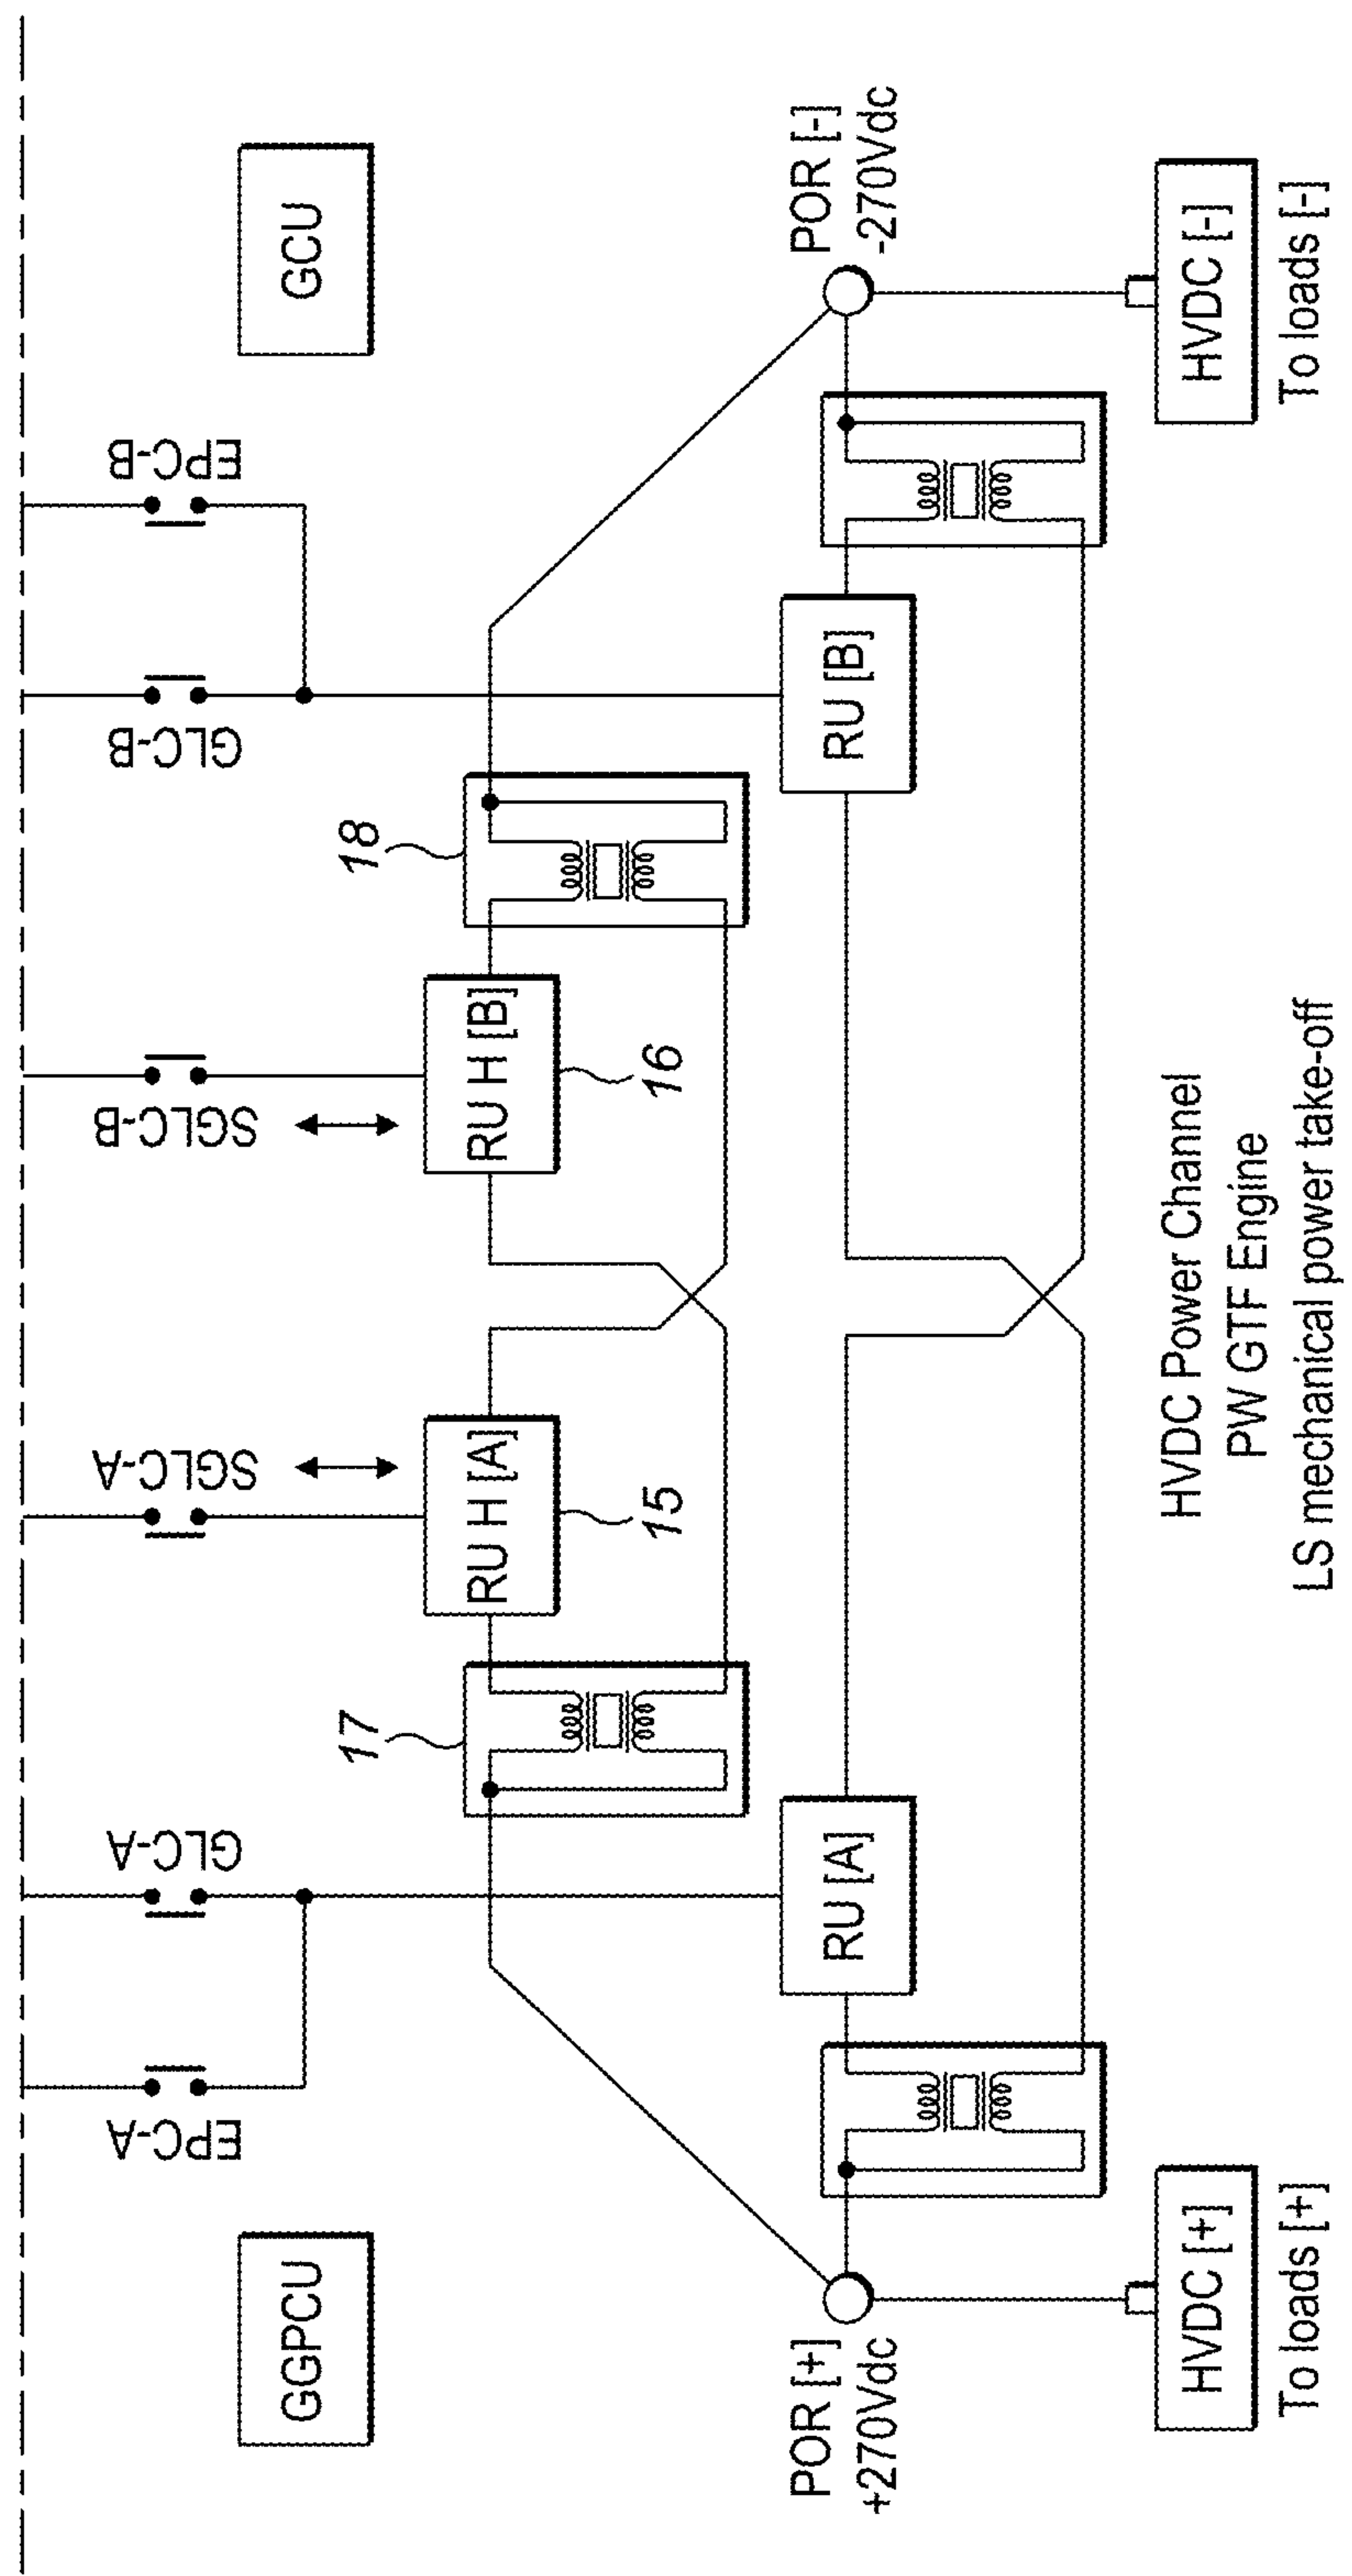 EPC-A
GLC-A
SGLC-A
SGLC-B
GLC-B
EPC-B
GGPCU
GCU
17
RU H [A]
15
RU H [B]
16
18
POR [+]
+270Vdc
RU [A]
RU [B]
POR [-]
-270Vdc
HVDC [+]
To loads [+]
HVDC Power Channel
PW GTF Engine
LS mechanical power take-off
HVDC [-]
To loads [-]